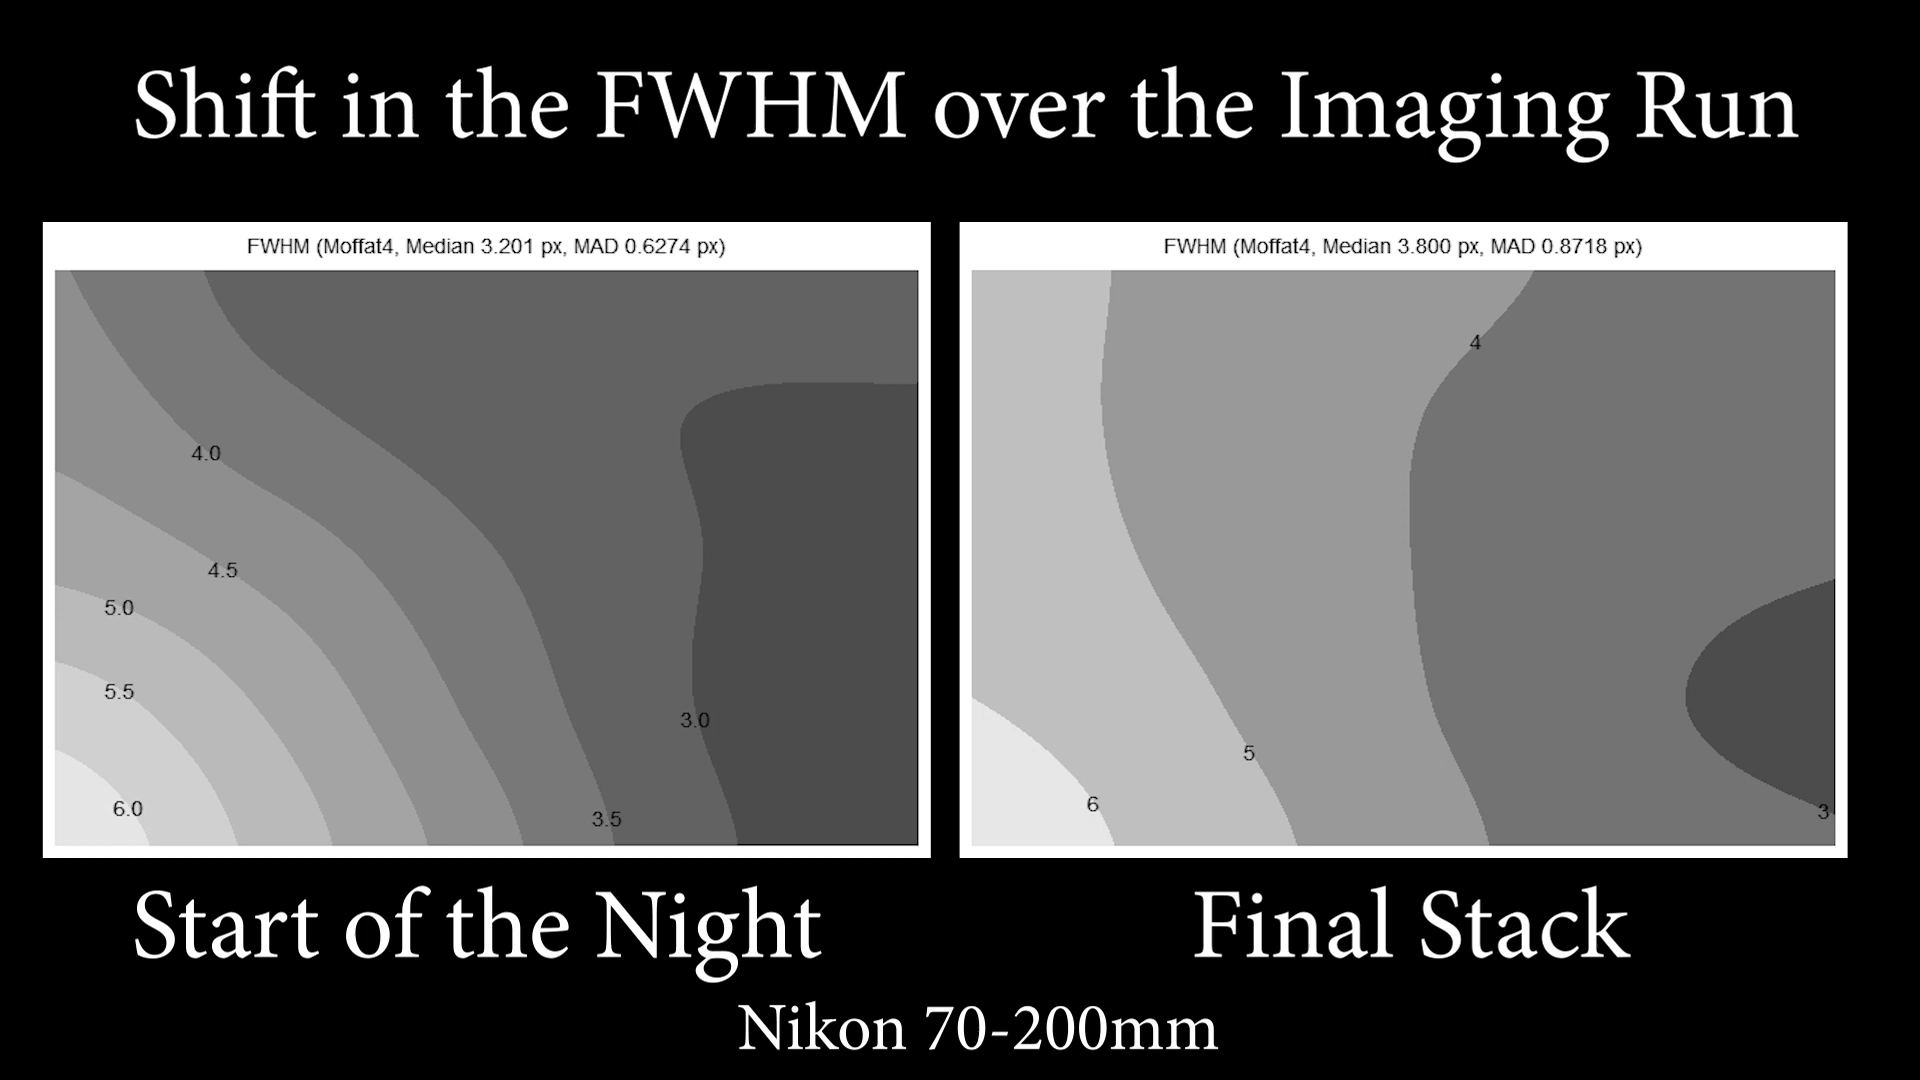 Shift in the FWHM over the Imaging Run
FWHM (Moffat4, Median 3.201 px, MAD 0.6274 px)
4.0
4.5
5.0
5.5
6.0
3.5
3.0
FWHM (Moffat4, Median 3.800 px, MAD 0.8718 px)
4
5
6
3
Start of the Night
Final Stack
Nikon 70-200mm